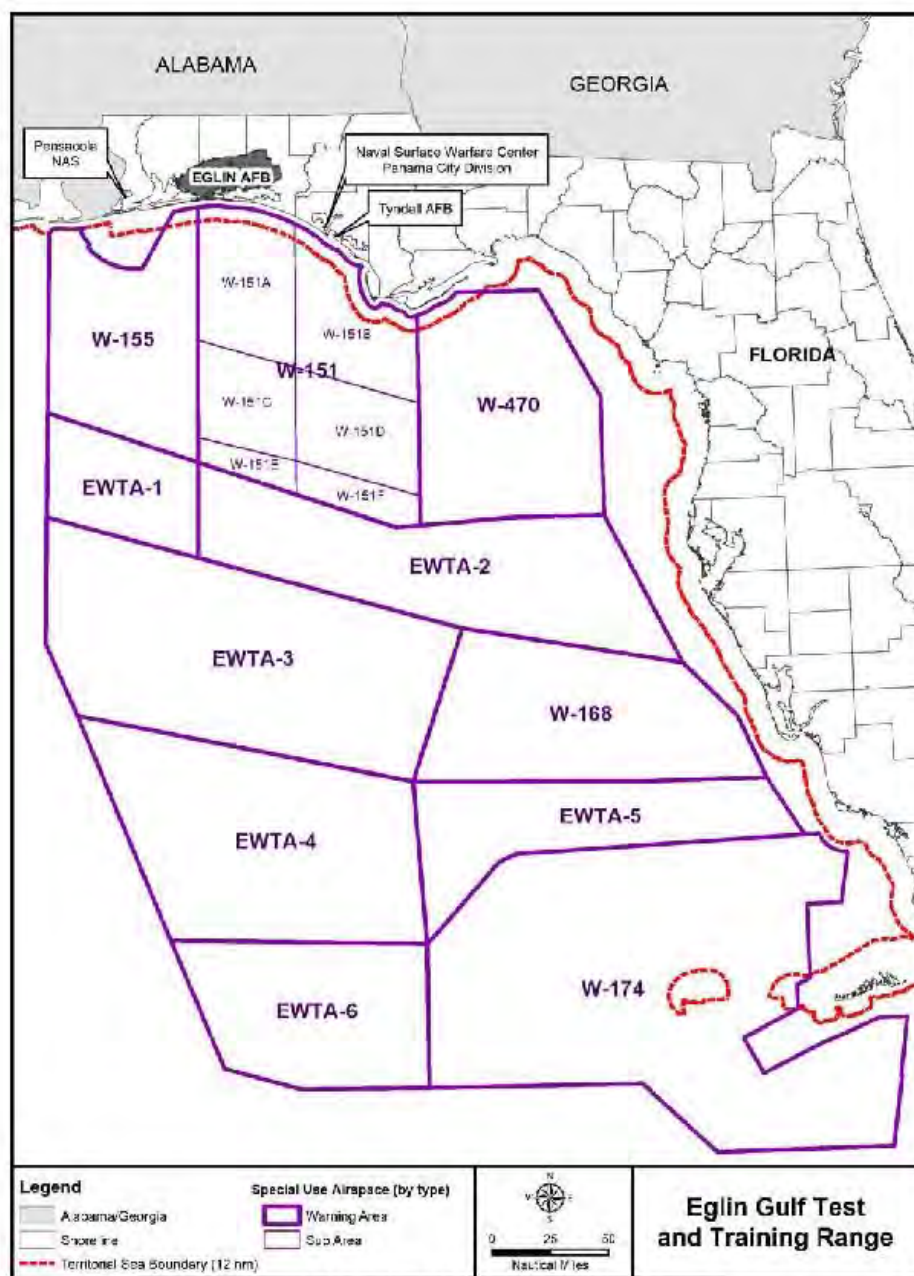 ALABAMA
GEORGIA
Pensacola
NAS
EGLIN AFB
Naval Surface Warfare Center
Panama City Division
Tyndall AFB
W-151A
W-155
W-151B
W-151
FLORIDA
W-151C
W-470
W-151D
W-151E
EWTA-1
W-151F
EWTA-2
EWTA-3
W-168
EWTA-5
EWTA-4
W-174
EWTA-6
Legend
Alabama/Georgia
Shoreline
Territorial Sea Boundary (12 nm)
Special Use Airspace (by type)
Warning Area
Sub Area
N
W E
S
0 25 50
Nautical Miles
Eglin Gulf Test
and Training Range